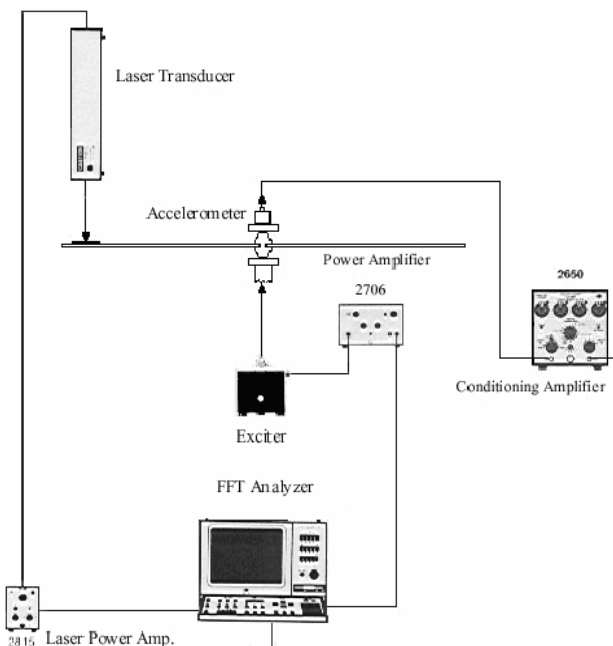 Laser Transducer
Accelerometer
Power Amplifier
2706
2650
Conditioning Amplifier
Exciter
FFT Analyzer
2815 Laser Power Amp.